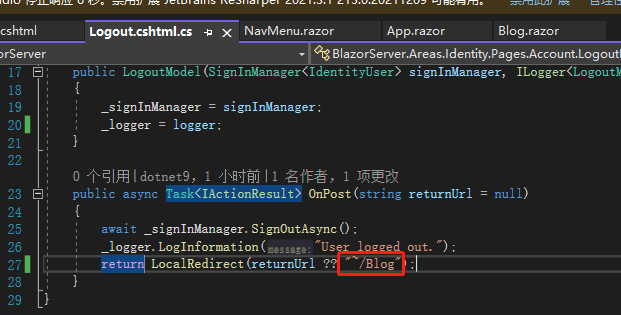 停止响应 6 秒。禁用扩展 JetBrains ReSharper 2021.3.1 213.0.20211209 可能有用。 禁用此扩展
.cshtml Logout.cshtml.cs NavMenu.razor App.razor Blog.razor
orServer BlazorServer.Areas.Identity.Pages.Account.Logout
17 public LogoutModel(SignInManager<IdentityUser> signInManager, ILogger<LogoutM
18 {
19 _signInManager = signInManager;
20 _logger = logger;
21 }
22
0 个引用|dotnet9, 1 小时前|1 名作者, 1 项更改
23 public async Task<IActionResult> OnPost(string returnUrl = null)
24 {
25 await _signInManager.SignOutAsync();
26 _logger.LogInformation(message:"User logged out.");
27 return LocalRedirect(returnUrl ?? "~/Blog");
28 }
29 }